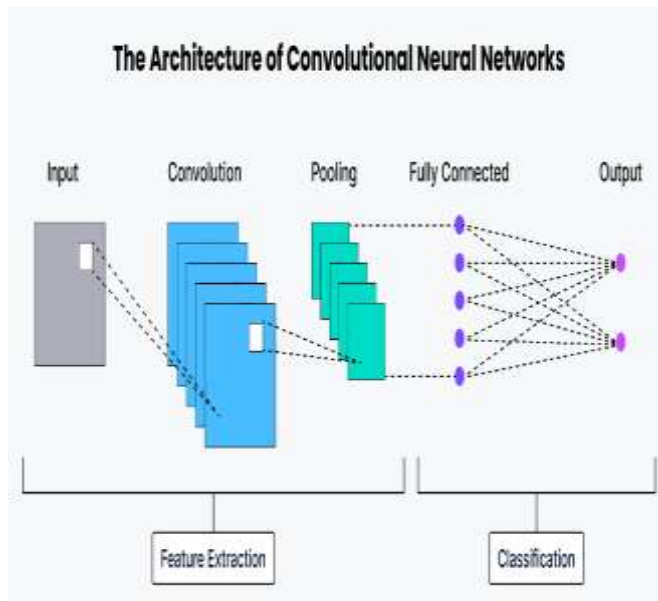 The Architecture of Convolutional Neural Networks
Input Convolution Pooling Fully Connected Output
Feature Extraction Classification